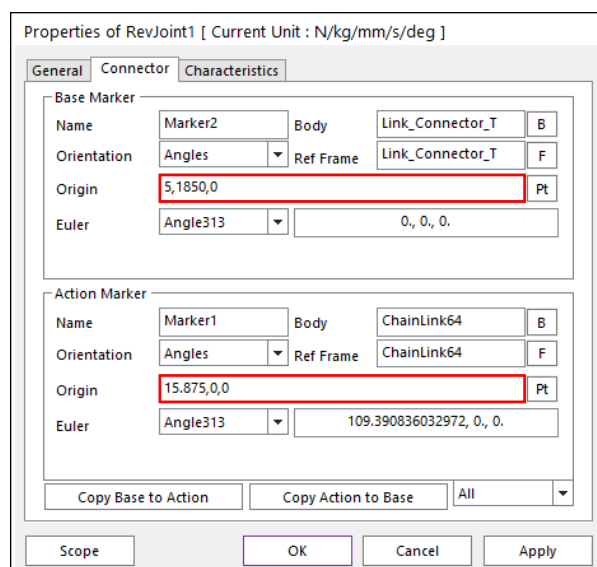 Properties of RevJoint1 [ Current Unit : N/kg/mm/s/deg ]
General Connector Characteristics
Base Marker
Name Marker2 Body Link_Connector_T B
Orientation Angles Ref Frame Link_Connector_T F
Origin 5,1850,0 Pt
Euler Angle313 0., 0., 0.
Action Marker
Name Marker1 Body ChainLink64 B
Orientation Angles Ref Frame ChainLink64 F
Origin 15.875,0,0 Pt
Euler Angle313 109.390836032972, 0., 0.
Copy Base to Action Copy Action to Base All
Scope OK Cancel Apply